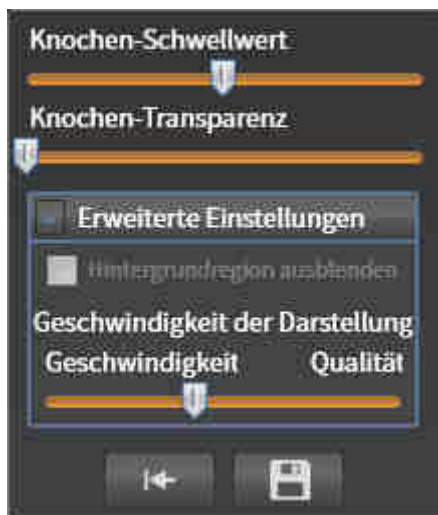 Knochen-Schwellwert
Knochen-Transparenz
Erweiterte Einstellungen
Hintergrundregion ausblenden
Geschwindigkeit der Darstellung
Geschwindigkeit Qualität